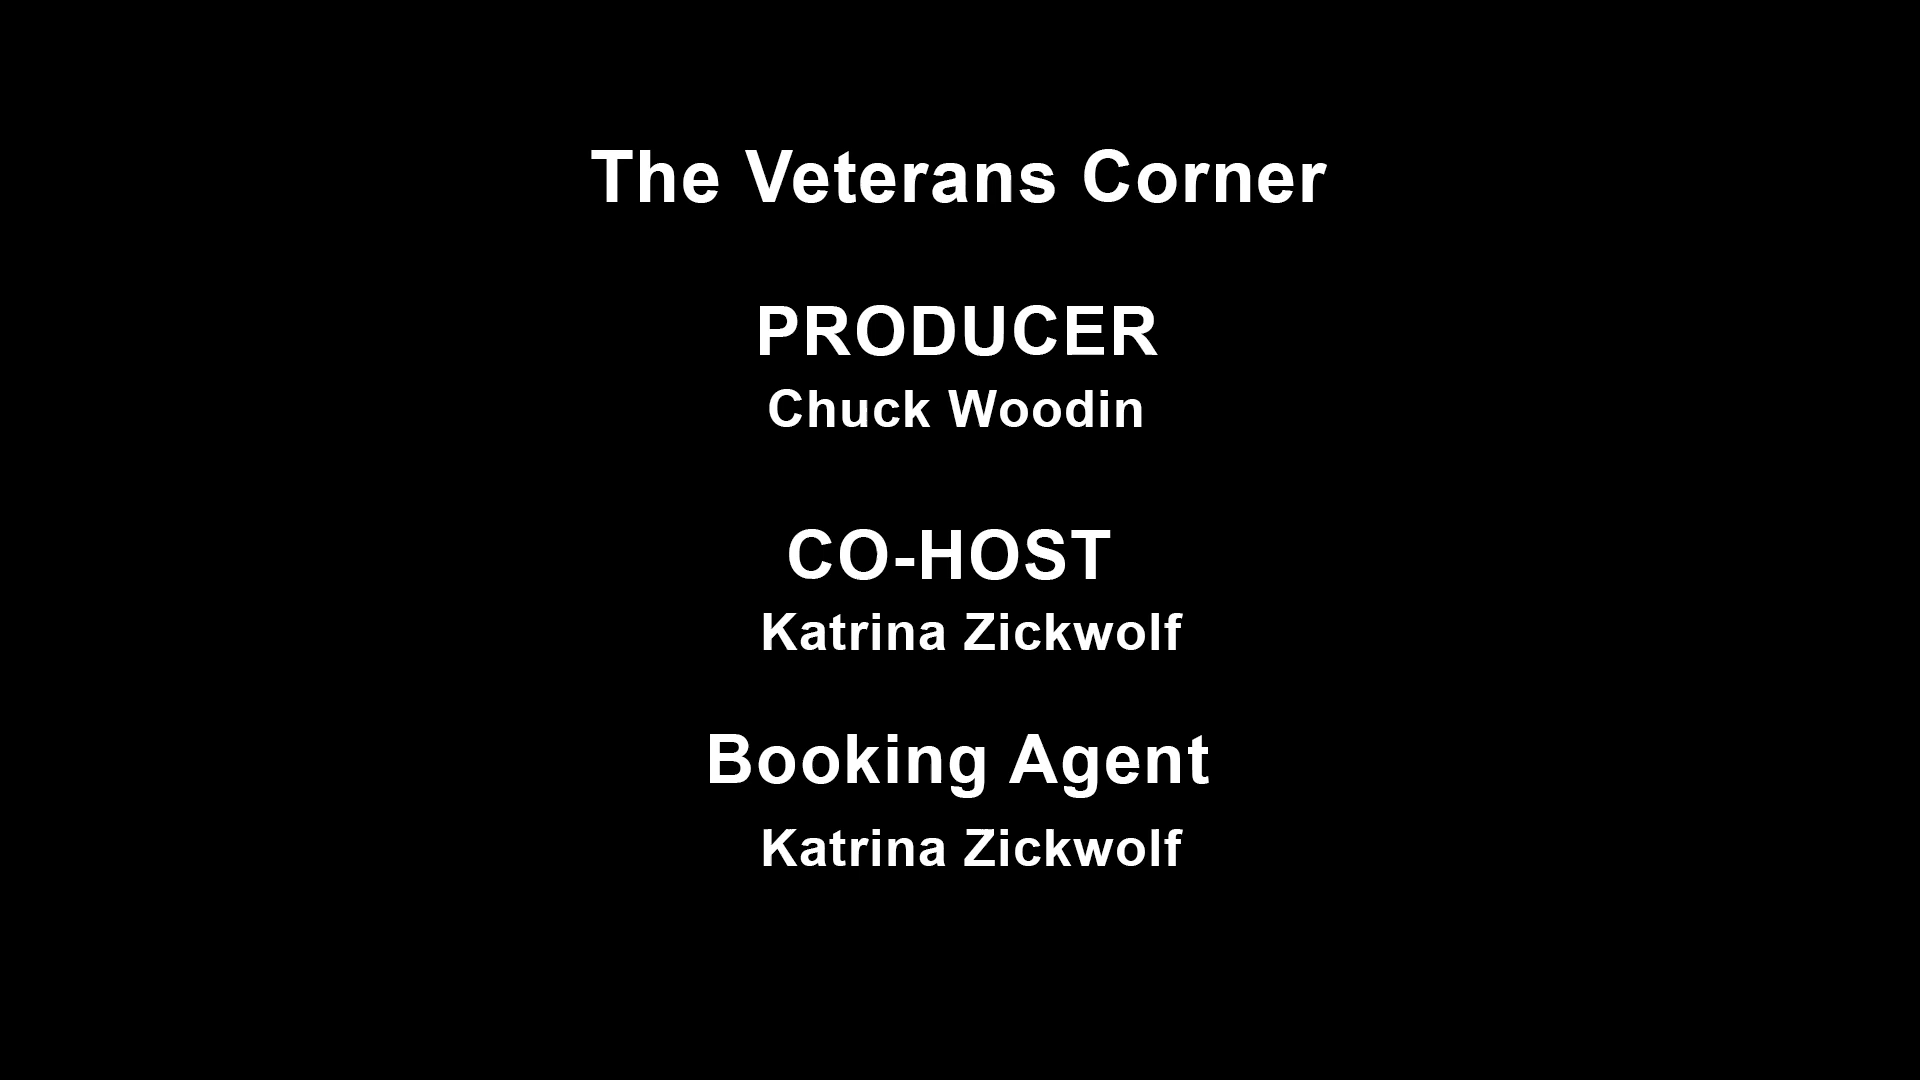 The Veterans Corner
PRODUCER
Chuck Woodin
CO-HOST
Katrina Zickwolf
Booking Agent
Katrina Zickwolf